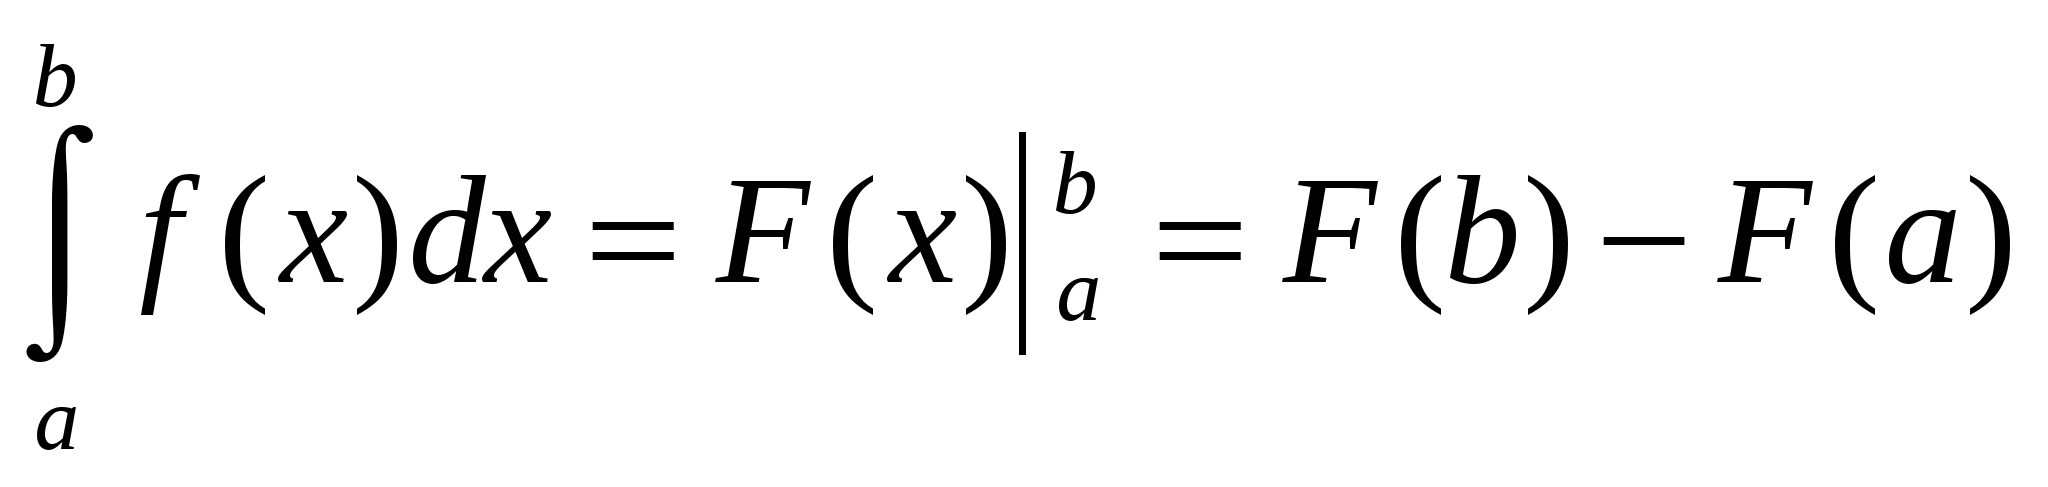 ∫_a^b f(x)dx = F(x)|_a^b = F(b) − F(a)